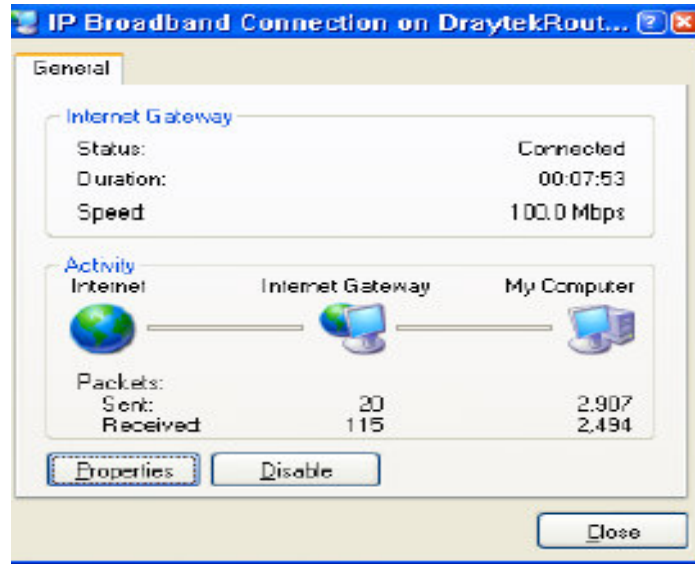 IP Broadband Connection on DraytekRout...
General
Internet Gateway
Status: Connected
Duration: 00:07:53
Speed: 100.0 Mbps
Activity
Internet Internet Gateway My Computer
Packets:
Sent: 20 2,907
Received: 115 2,494
Properties Disable
Close